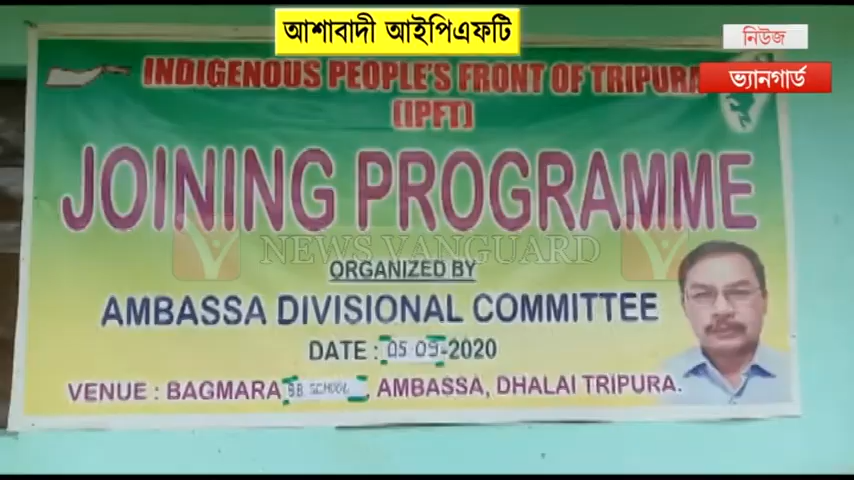 আশাবাদী আইপিএফটি
নিউজ
ভ্যানগার্ড
INDIGENOUS PEOPLE'S FRONT OF TRIPURA
(IPFT)
JOINING PROGRAMME
NEWS VANGUARD
ORGANIZED BY
AMBASSA DIVISIONAL COMMITTEE
DATE : 05 09-2020
VENUE : BAGMARA B.B. SCHOOL, AMBASSA, DHALAI TRIPURA.